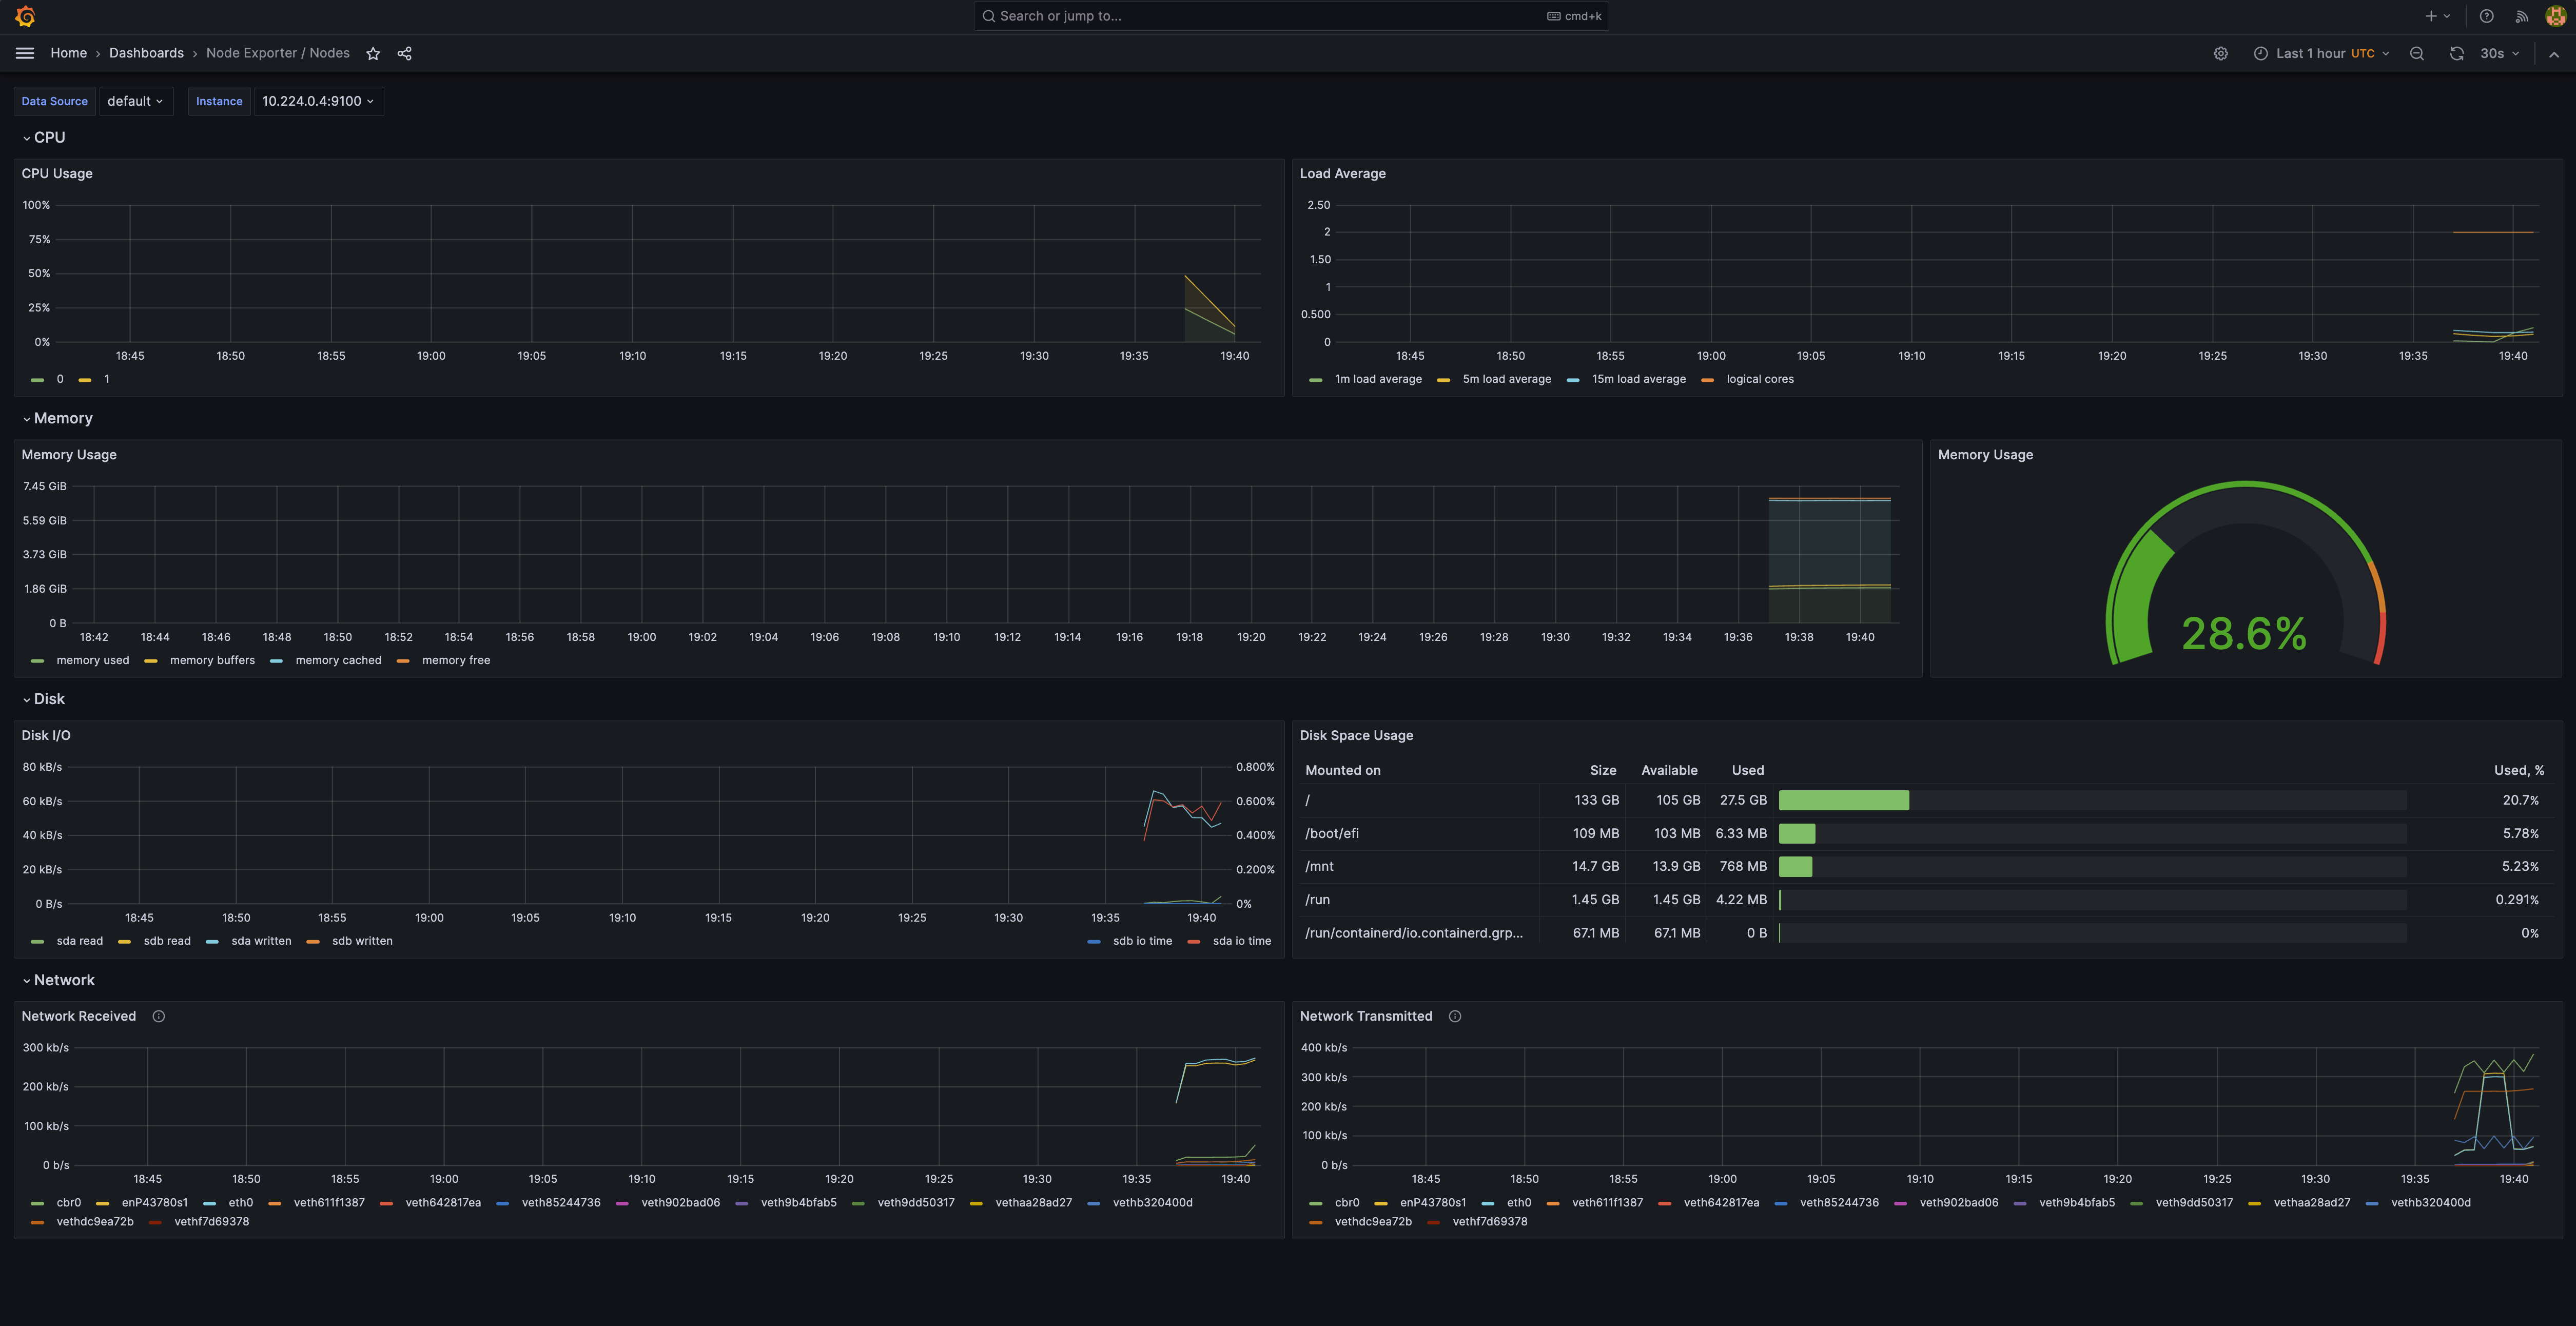 Search or jump to... cmd+k
Home › Dashboards › Node Exporter / Nodes Last 1 hour UTC 30s
Data Source default Instance 10.224.0.4:9100
CPU
CPU Usage
100%
75%
50%
25%
0%
18:45 18:50 18:55 19:00 19:05 19:10 19:15 19:20 19:25 19:30 19:35 19:40
0 1
Load Average
2.50
2
1.50
1
0.500
0
18:45 18:50 18:55 19:00 19:05 19:10 19:15 19:20 19:25 19:30 19:35 19:40
1m load average 5m load average 15m load average logical cores
Memory
Memory Usage
7.45 GiB
5.59 GiB
3.73 GiB
1.86 GiB
0 B
18:42 18:44 18:46 18:48 18:50 18:52 18:54 18:56 18:58 19:00 19:02 19:04 19:06 19:08 19:10 19:12 19:14 19:16 19:18 19:20 19:22 19:24 19:26 19:28 19:30 19:32 19:34 19:36 19:38 19:40
memory used memory buffers memory cached memory free
Memory Usage
28.6%
Disk
Disk I/O
80 kB/s 0.800%
60 kB/s 0.600%
40 kB/s 0.400%
20 kB/s 0.200%
0 B/s 0%
18:45 18:50 18:55 19:00 19:05 19:10 19:15 19:20 19:25 19:30 19:35 19:40
sda read sdb read sda written sdb written sdb io time sda io time
Disk Space Usage
Mounted on Size Available Used Used, %
/ 133 GB 105 GB 27.5 GB 20.7%
/boot/efi 109 MB 103 MB 6.33 MB 5.78%
/mnt 14.7 GB 13.9 GB 768 MB 5.23%
/run 1.45 GB 1.45 GB 4.22 MB 0.291%
/run/containerd/io.containerd.grp... 67.1 MB 67.1 MB 0 B 0%
Network
Network Received
300 kb/s
200 kb/s
100 kb/s
0 b/s
18:45 18:50 18:55 19:00 19:05 19:10 19:15 19:20 19:25 19:30 19:35 19:40
cbr0 enP43780s1 eth0 veth611f1387 veth642817ea veth85244736 veth902bad06 veth9b4bfab5 veth9dd50317 vethaa28ad27 vethb320400d
vethdc9ea72b vethf7d69378
Network Transmitted
400 kb/s
300 kb/s
200 kb/s
100 kb/s
0 b/s
18:45 18:50 18:55 19:00 19:05 19:10 19:15 19:20 19:25 19:30 19:35 19:40
cbr0 enP43780s1 eth0 veth611f1387 veth642817ea veth85244736 veth902bad06 veth9b4bfab5 veth9dd50317 vethaa28ad27 vethb320400d
vethdc9ea72b vethf7d69378